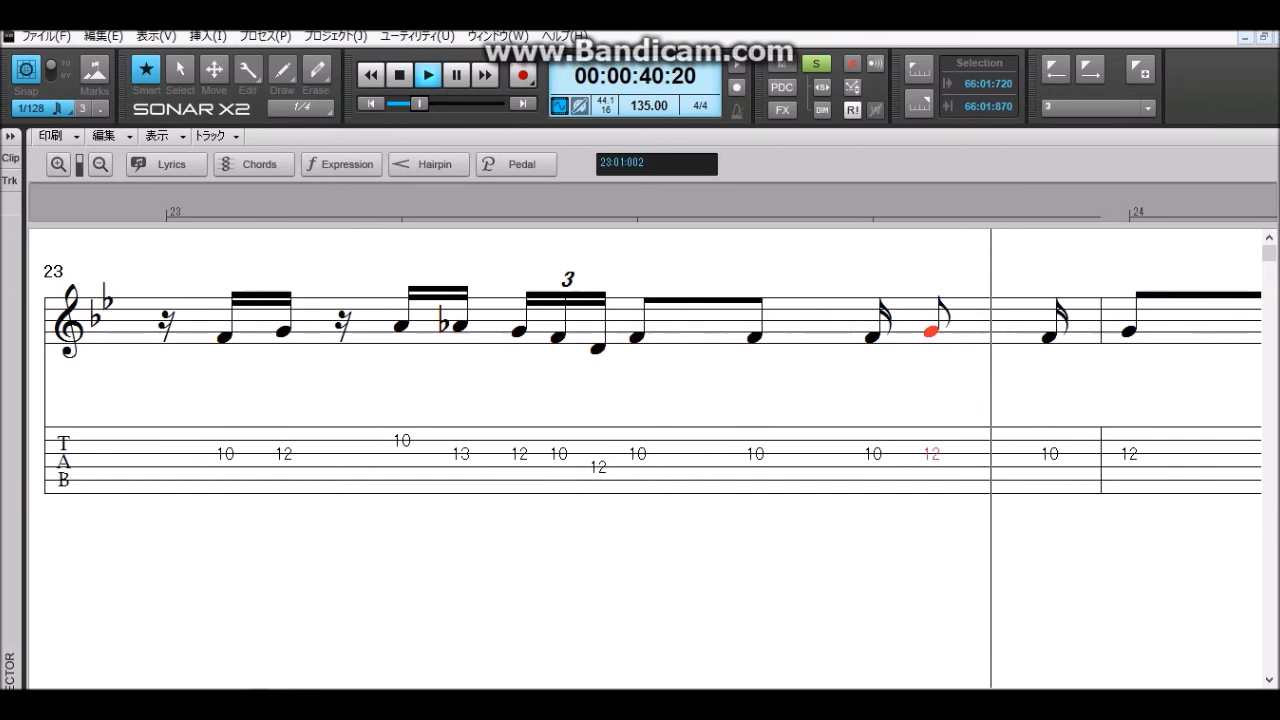 ファイル(F) 編集(E) 表示(V) 挿入(I) プロセス(P) プロジェクト(J) ユーティリティ(U) ウィンドウ(W) ヘルプ(H)
www.Bandicam.com
Snap TO BY Marks
1/128 3
Smart Select Move Edit Draw Erase
SONAR X2 1/4
00:00:40:20
44.1 16 135.00 4/4
M S
PDC
FX DIM R!
Selection
66:01:720
66:01:870
3
印刷 編集 表示 トラック
Clip
Trk
Lyrics Chords Expression Hairpin Pedal 23:01:002
23 24
23
3
T A B
10
10 12 13 12 10 10 10 10 12 10 12
12
ECTOR